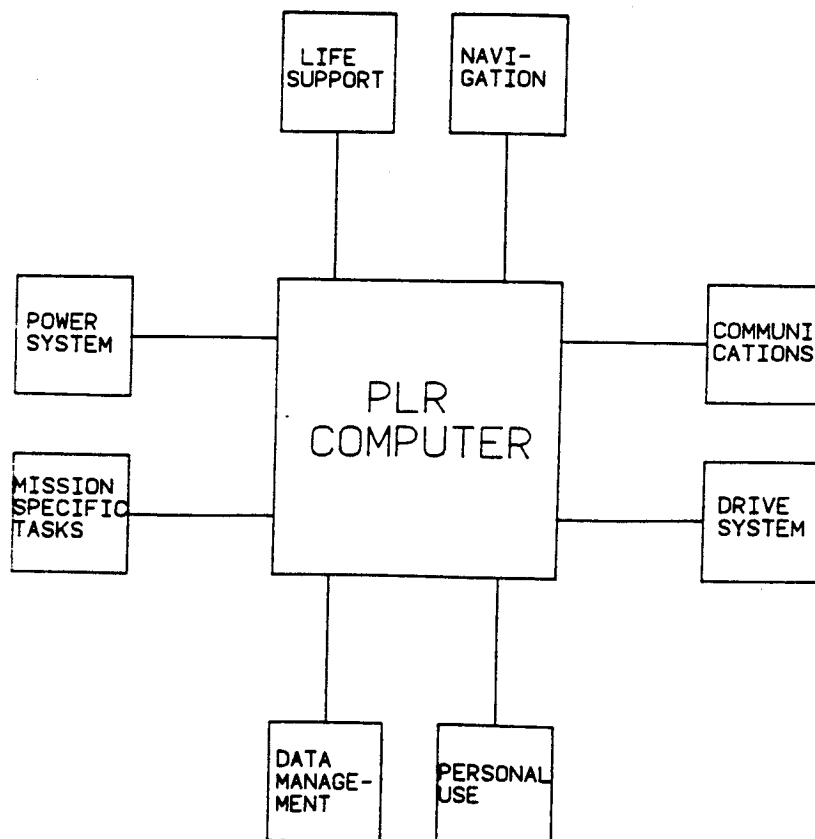 LIFE
SUPPORT
NAVI-
GATION
POWER
SYSTEM
COMMUNI
CATIONS
PLR
COMPUTER
MISSION
SPECIFIC
TASKS
DRIVE
SYSTEM
DATA
MANAGE-
MENT
PERSONAL
USE